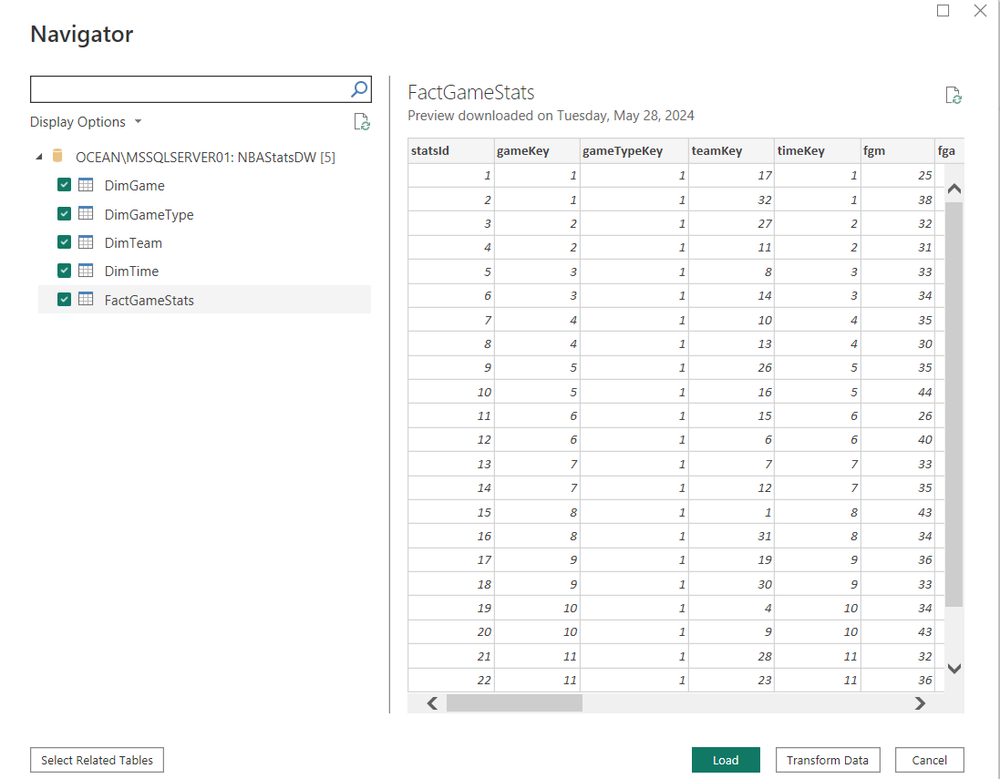 Navigator
Display Options
OCEAN\MSSQLSERVER01: NBAStatsDW [5]
DimGame
DimGameType
DimTeam
DimTime
FactGameStats
FactGameStats
Preview downloaded on Tuesday, May 28, 2024
statsId gameKey gameTypeKey teamKey timeKey fgm fga
1 1 1 17 1 25
2 1 1 32 1 38
3 2 1 27 2 32
4 2 1 11 2 31
5 3 1 8 3 33
6 3 1 14 3 34
7 4 1 10 4 35
8 4 1 13 4 30
9 5 1 26 5 35
10 5 1 16 5 44
11 6 1 15 6 26
12 6 1 6 6 40
13 7 1 7 7 33
14 7 1 12 7 35
15 8 1 1 8 43
16 8 1 31 8 34
17 9 1 19 9 36
18 9 1 30 9 33
19 10 1 4 10 34
20 10 1 9 10 43
21 11 1 28 11 32
22 11 1 23 11 36
Select Related Tables
Load
Transform Data
Cancel